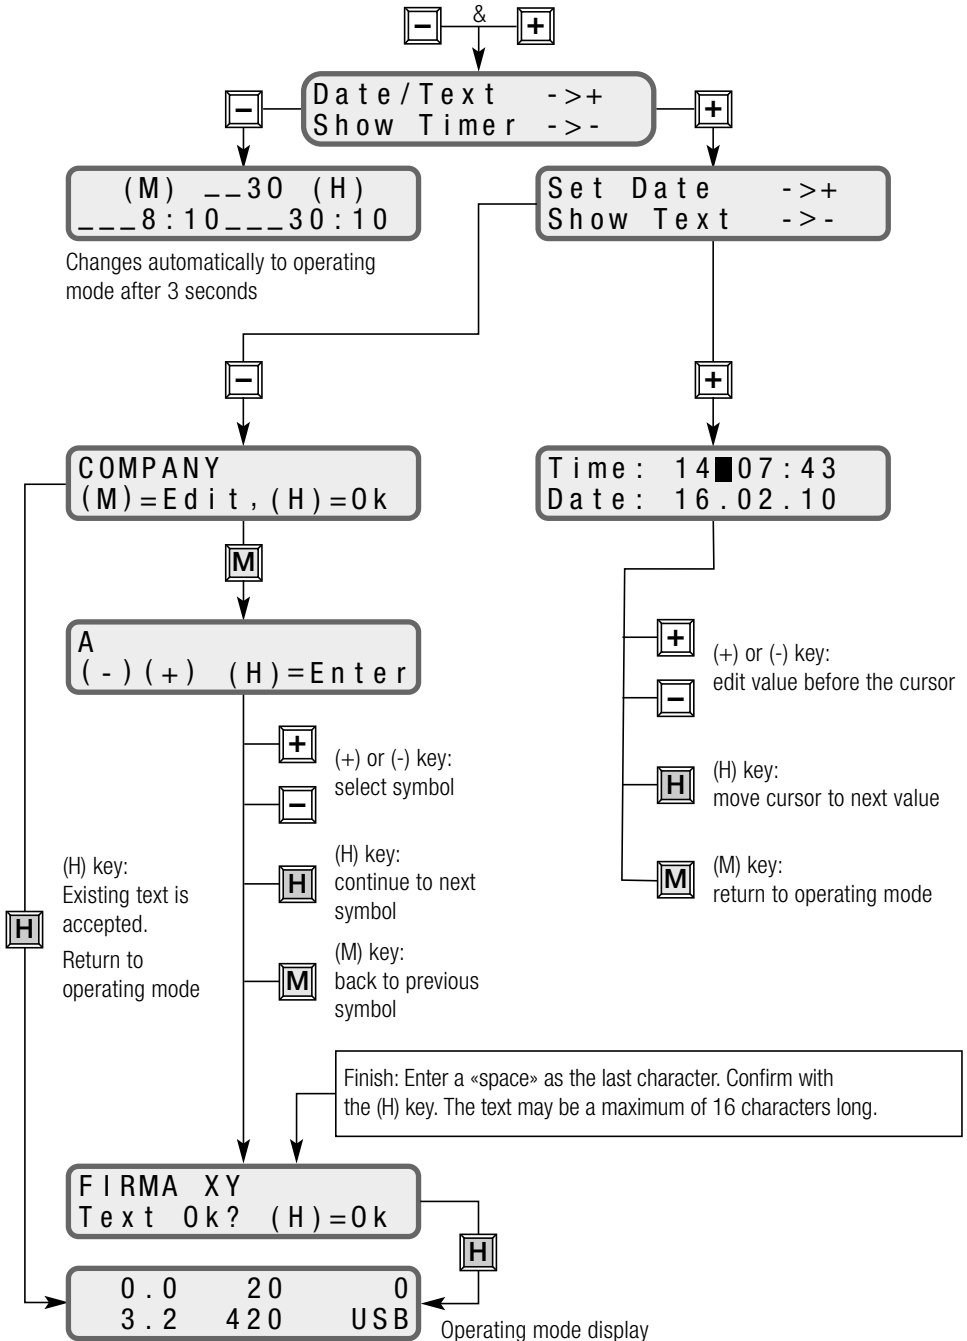 − & +
Date/Text ->+
Show Timer ->-
−
+
(M) __30 (H)
___8:10___30:10
Changes automatically to operating
mode after 3 seconds
Set Date ->+
Show Text ->-
−
+
COMPANY
(M)=Edit,(H)=Ok
Time: 14 07:43
Date: 16.02.10
M
A
(-)(+) (H)=Enter
+
−
(+) or (-) key:
select symbol
H
(H) key:
continue to next
symbol
M
(M) key:
back to previous
symbol
+
−
(+) or (-) key:
edit value before the cursor
H
(H) key:
move cursor to next value
M
(M) key:
return to operating mode
H
(H) key:
Existing text is
accepted.
Return to
operating mode
Finish: Enter a «space» as the last character. Confirm with
the (H) key. The text may be a maximum of 16 characters long.
FIRMA XY
Text Ok? (H)=Ok
H
0.0 20 0
3.2 420 USB
Operating mode display